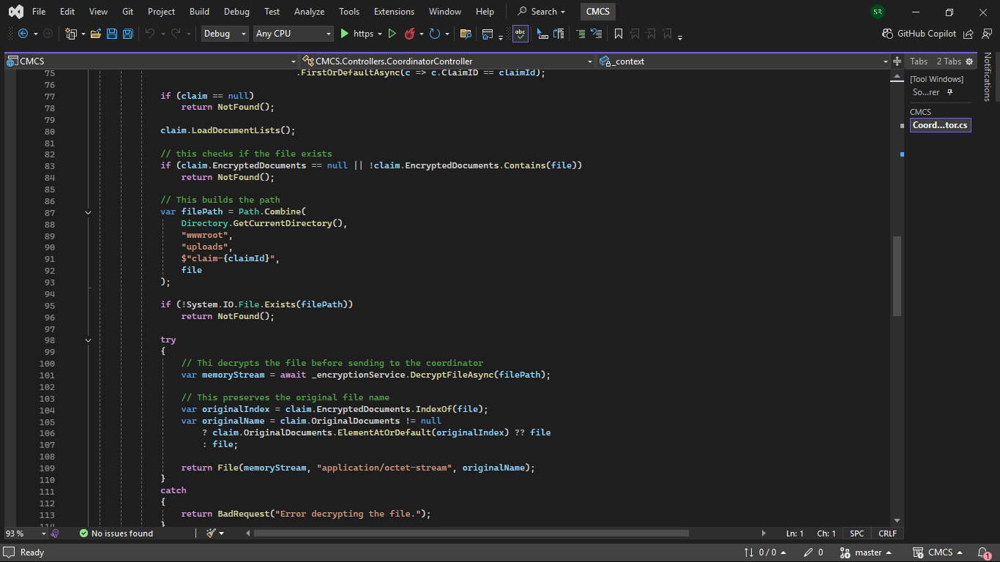 File Edit View Git Project Build Debug Test Analyze Tools Extensions Window Help Search CMCS SR
Debug Any CPU https abc GitHub Copilot
CMCS CMCS.Controllers.CoordinatorController _context Tabs 2 Tabs
[Tool Windows]
So...rer
CMCS
Coord...tor.cs
Notifications
75 .FirstOrDefaultAsync(c => c.ClaimID == claimId);
76
77 if (claim == null)
78 return NotFound();
79
80 claim.LoadDocumentLists();
81
82 // this checks if the file exists
83 if (claim.EncryptedDocuments == null || !claim.EncryptedDocuments.Contains(file))
84 return NotFound();
85
86 // This builds the path
87 var filePath = Path.Combine(
88 Directory.GetCurrentDirectory(),
89 "wwwroot",
90 "uploads",
91 $"claim-{claimId}",
92 file
93 );
94
95 if (!System.IO.File.Exists(filePath))
96 return NotFound();
97
98 try
99 {
100 // Thi decrypts the file before sending to the coordinator
101 var memoryStream = await _encryptionService.DecryptFileAsync(filePath);
102
103 // This preserves the original file name
104 var originalIndex = claim.EncryptedDocuments.IndexOf(file);
105 var originalName = claim.OriginalDocuments != null
106 ? claim.OriginalDocuments.ElementAtOrDefault(originalIndex) ?? file
107 : file;
108
109 return File(memoryStream, "application/octet-stream", originalName);
110 }
111 catch
112 {
113 return BadRequest("Error decrypting the file.");
114 }
93 % No issues found Ln: 1 Ch: 1 SPC CRLF
Ready 0 / 0 0 master CMCS 1